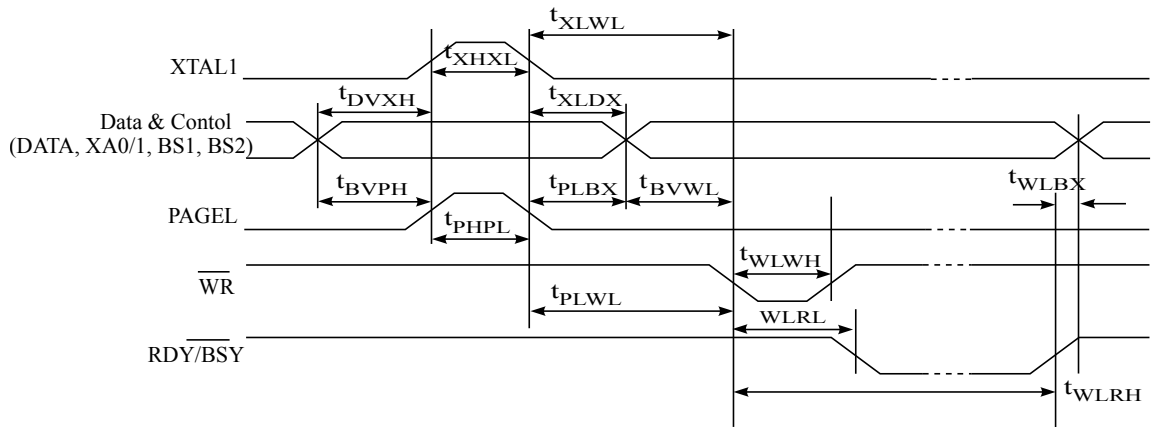 tXLWL
XTAL1
tXHXL
tDVXH
tXLDX
Data & Contol
(DATA, XA0/1, BS1, BS2)
tBVPH
tPLBX
tBVWL
tWLBX
PAGEL
tPHPL
tWLWH
WR
tPLWL
WLRL
RDY/BSY
tWLRH